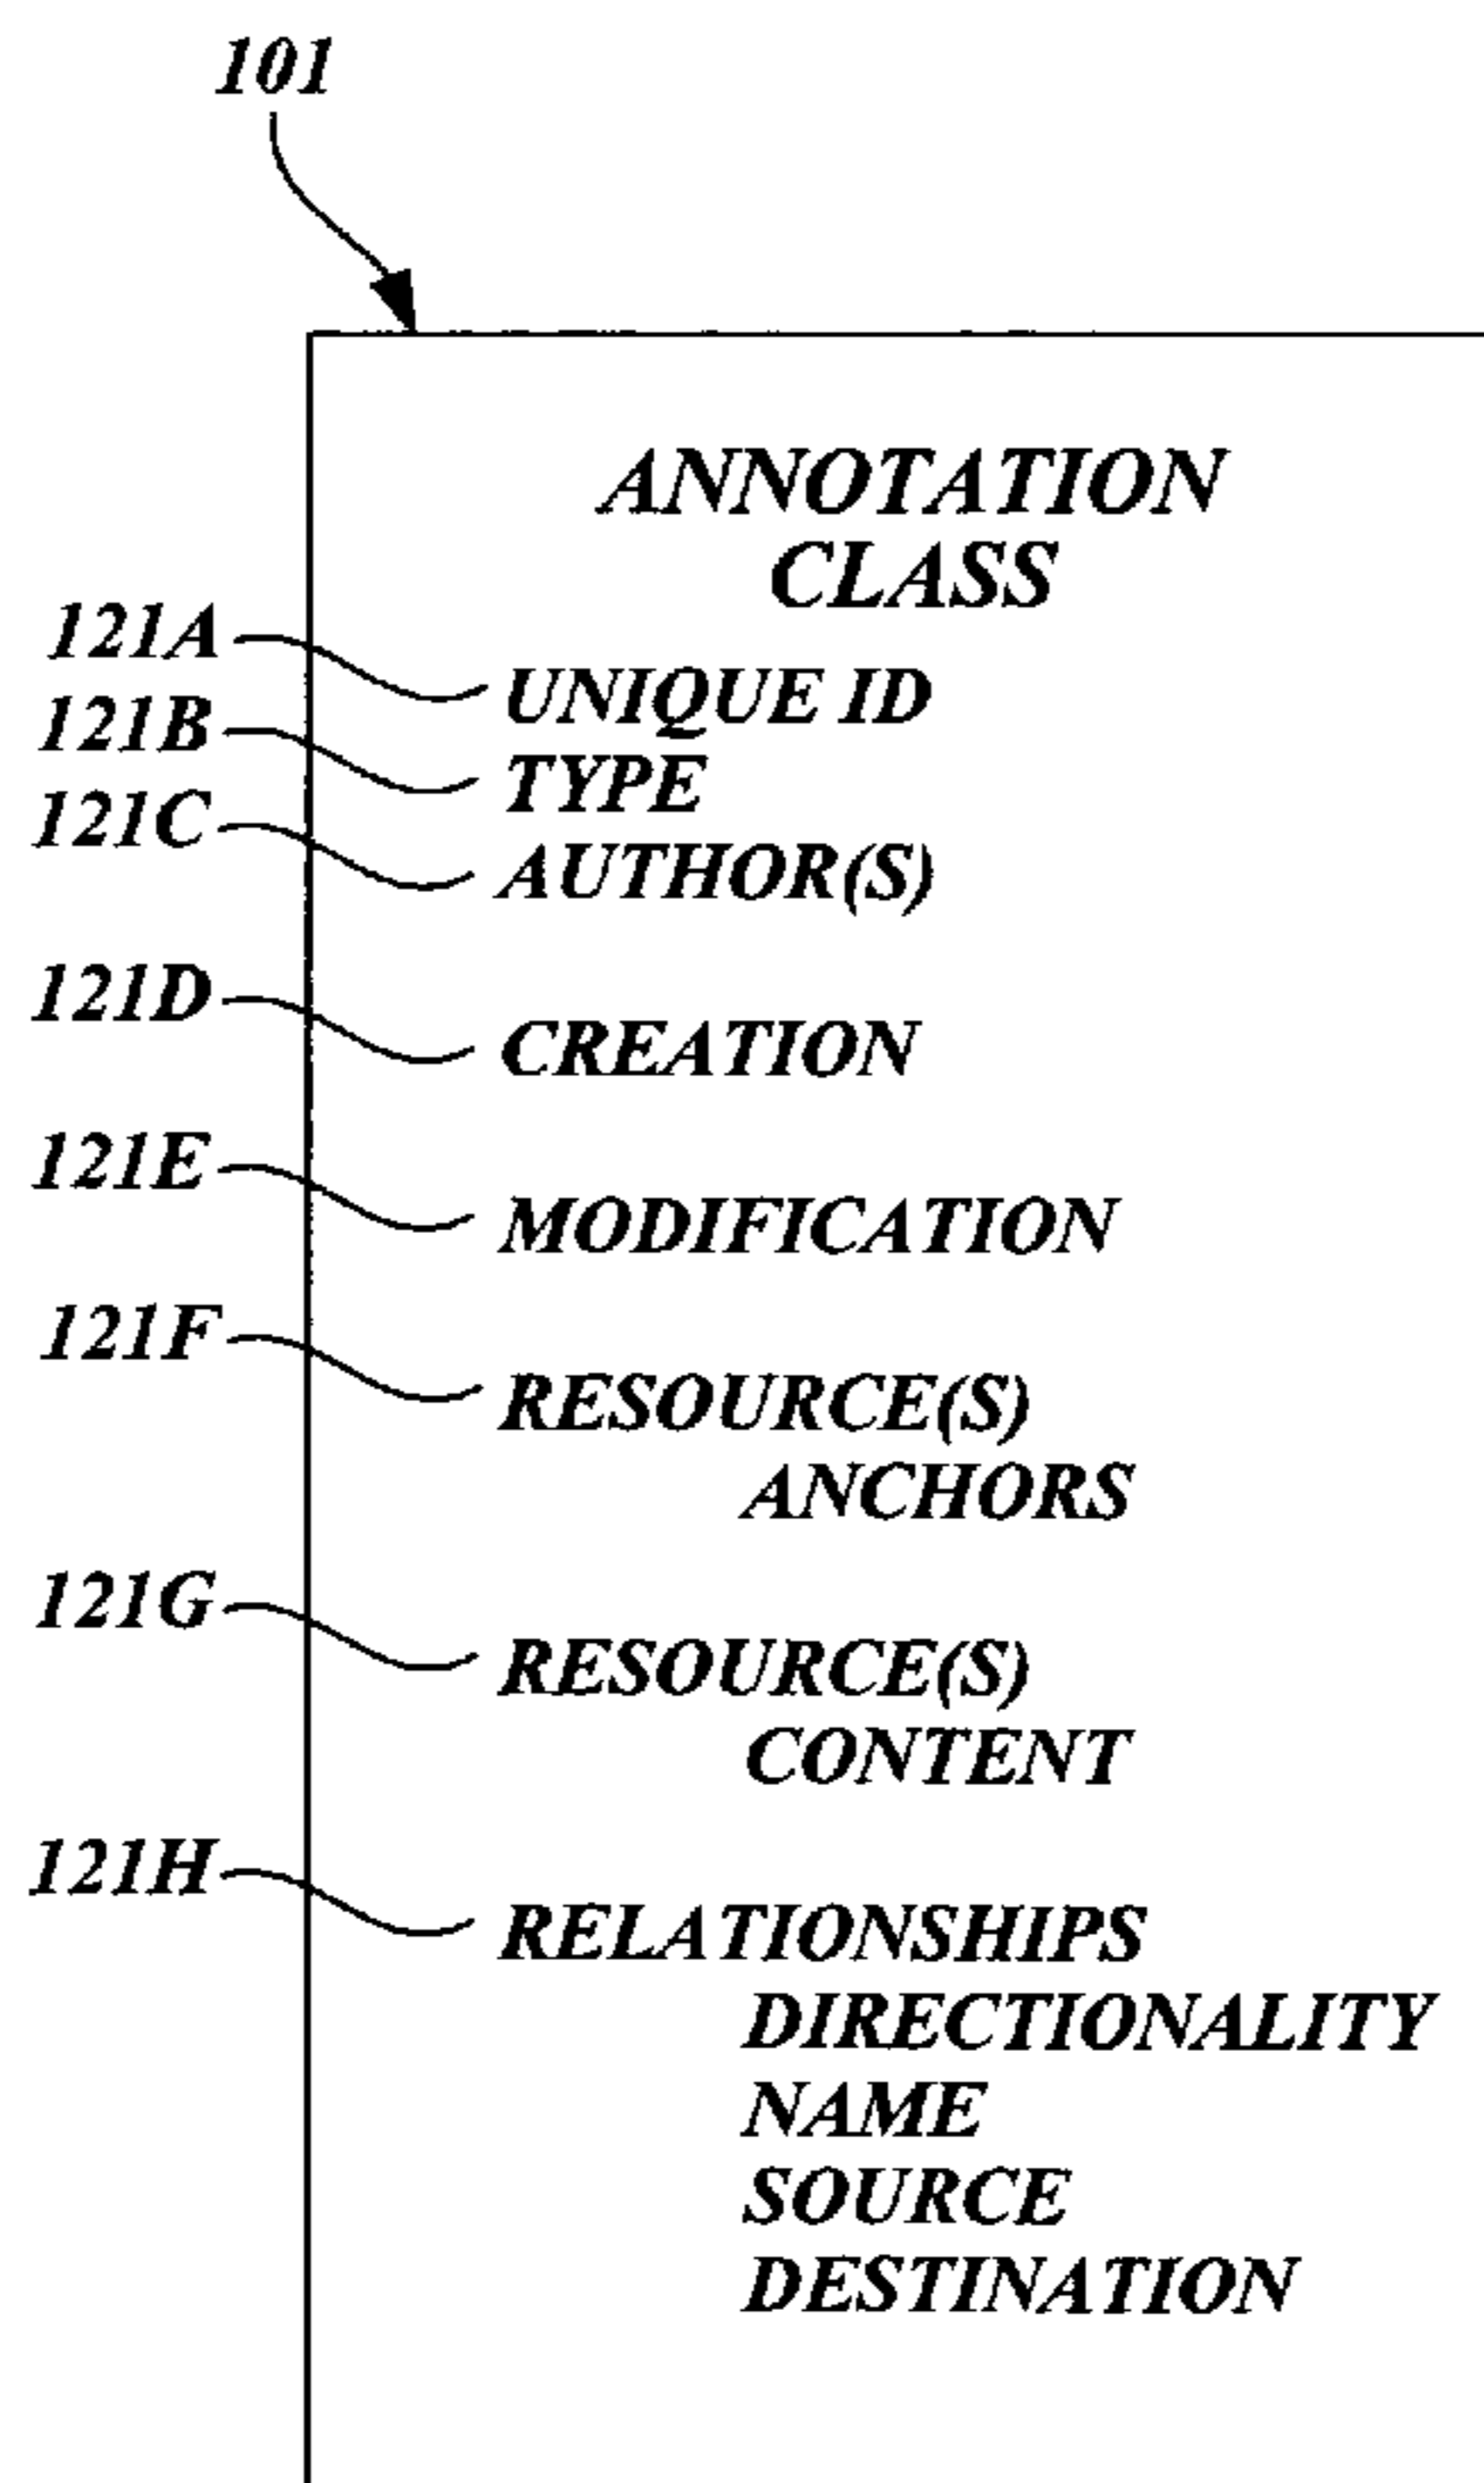 101
ANNOTATION
CLASS
121A UNIQUE ID
121B TYPE
121C AUTHOR(S)
121D CREATION
121E MODIFICATION
121F RESOURCE(S)
ANCHORS
121G RESOURCE(S)
CONTENT
121H RELATIONSHIPS
DIRECTIONALITY
NAME
SOURCE
DESTINATION